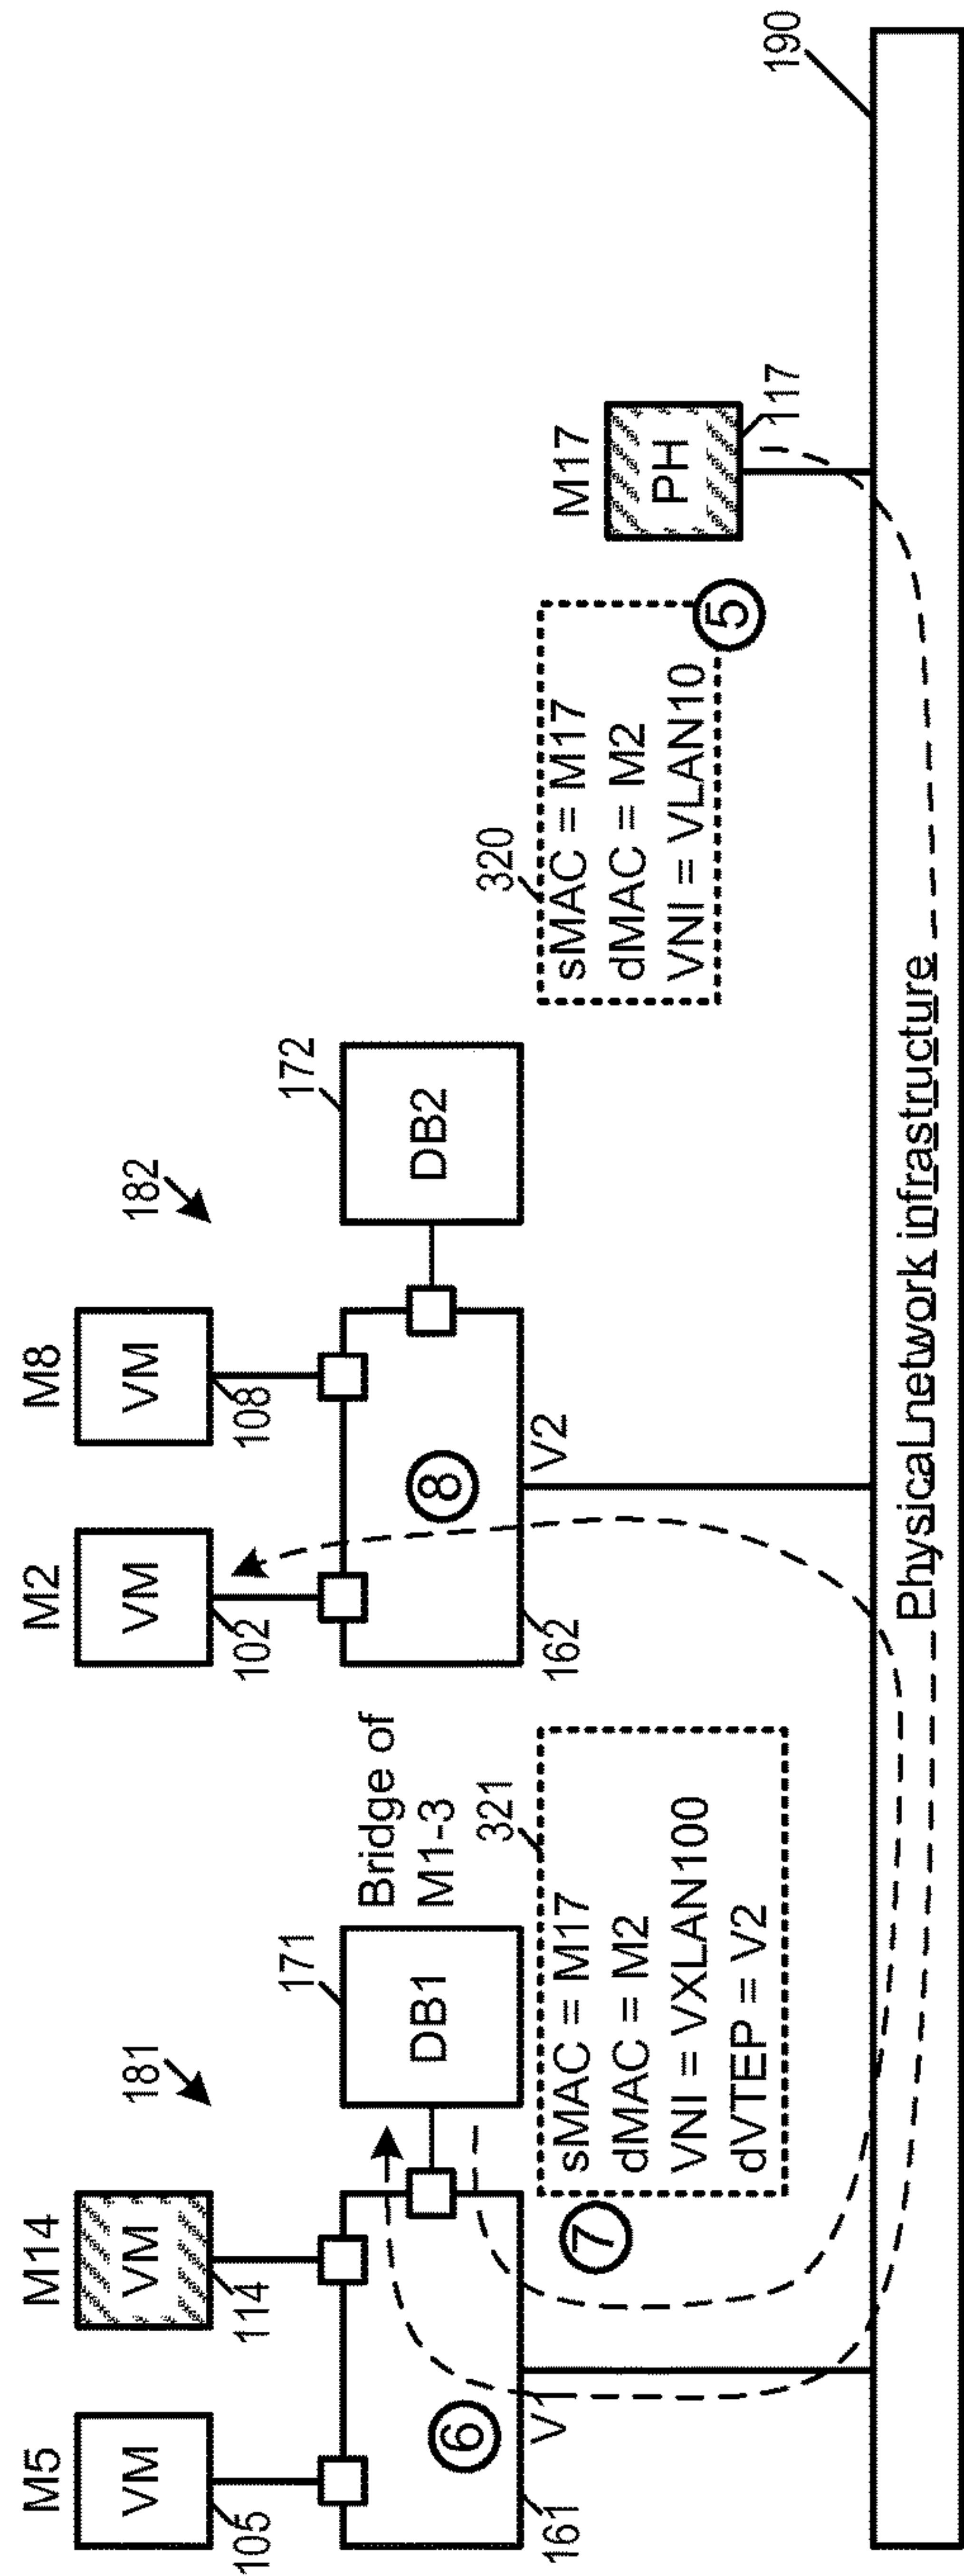 M5
M14
M2
M8
VM
VM
VM
VM
105
114
181
102
108
182
171
DB1
Bridge of
M1-3
172
DB2
6
8
161
V1
162
V2
7
321
sMAC = M17
dMAC = M2
VNI = VXLAN100
dVTEP = V2
320
sMAC = M17
dMAC = M2
VNI = VLAN10
5
M17
PH
117
190
Physical network infrastructure